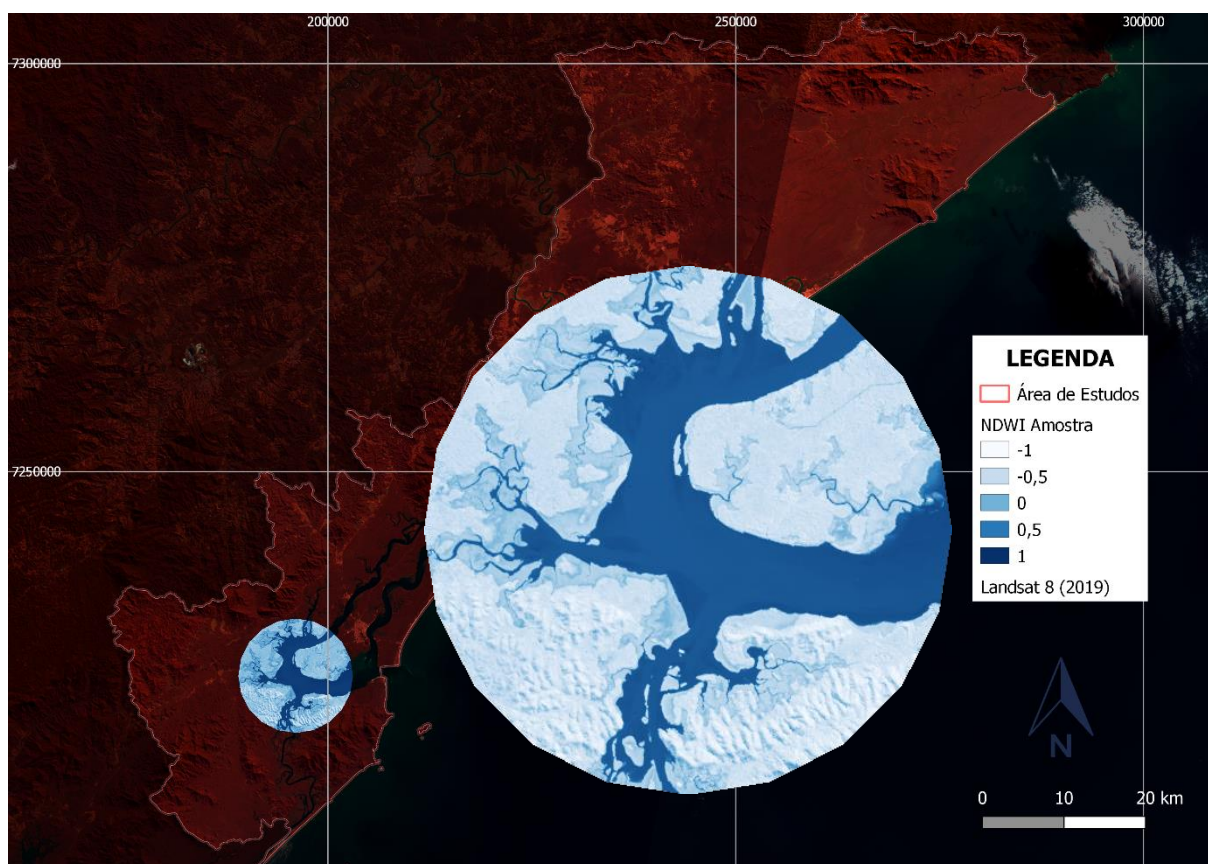 200000
250000
300000
7300000
7250000
LEGENDA
Área de Estudos
NDWI Amostra
-1
-0,5
0
0,5
1
Landsat 8 (2019)
N
0 10 20 km